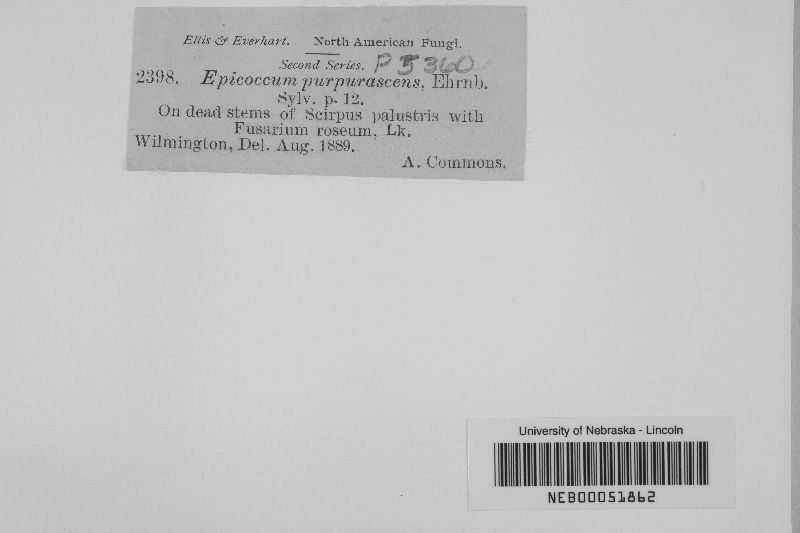 Ellis & Everhart. North American Fungi.
Second Series. P 5360
2398. Epicoccum purpurascens, Ehrnb.
Sylv. p. 12.
On dead stems of Scirpus palustris with
Fusarium roseum, Lk.
Wilmington, Del. Aug. 1889.
A. Commons.
University of Nebraska - Lincoln
NEB00051862